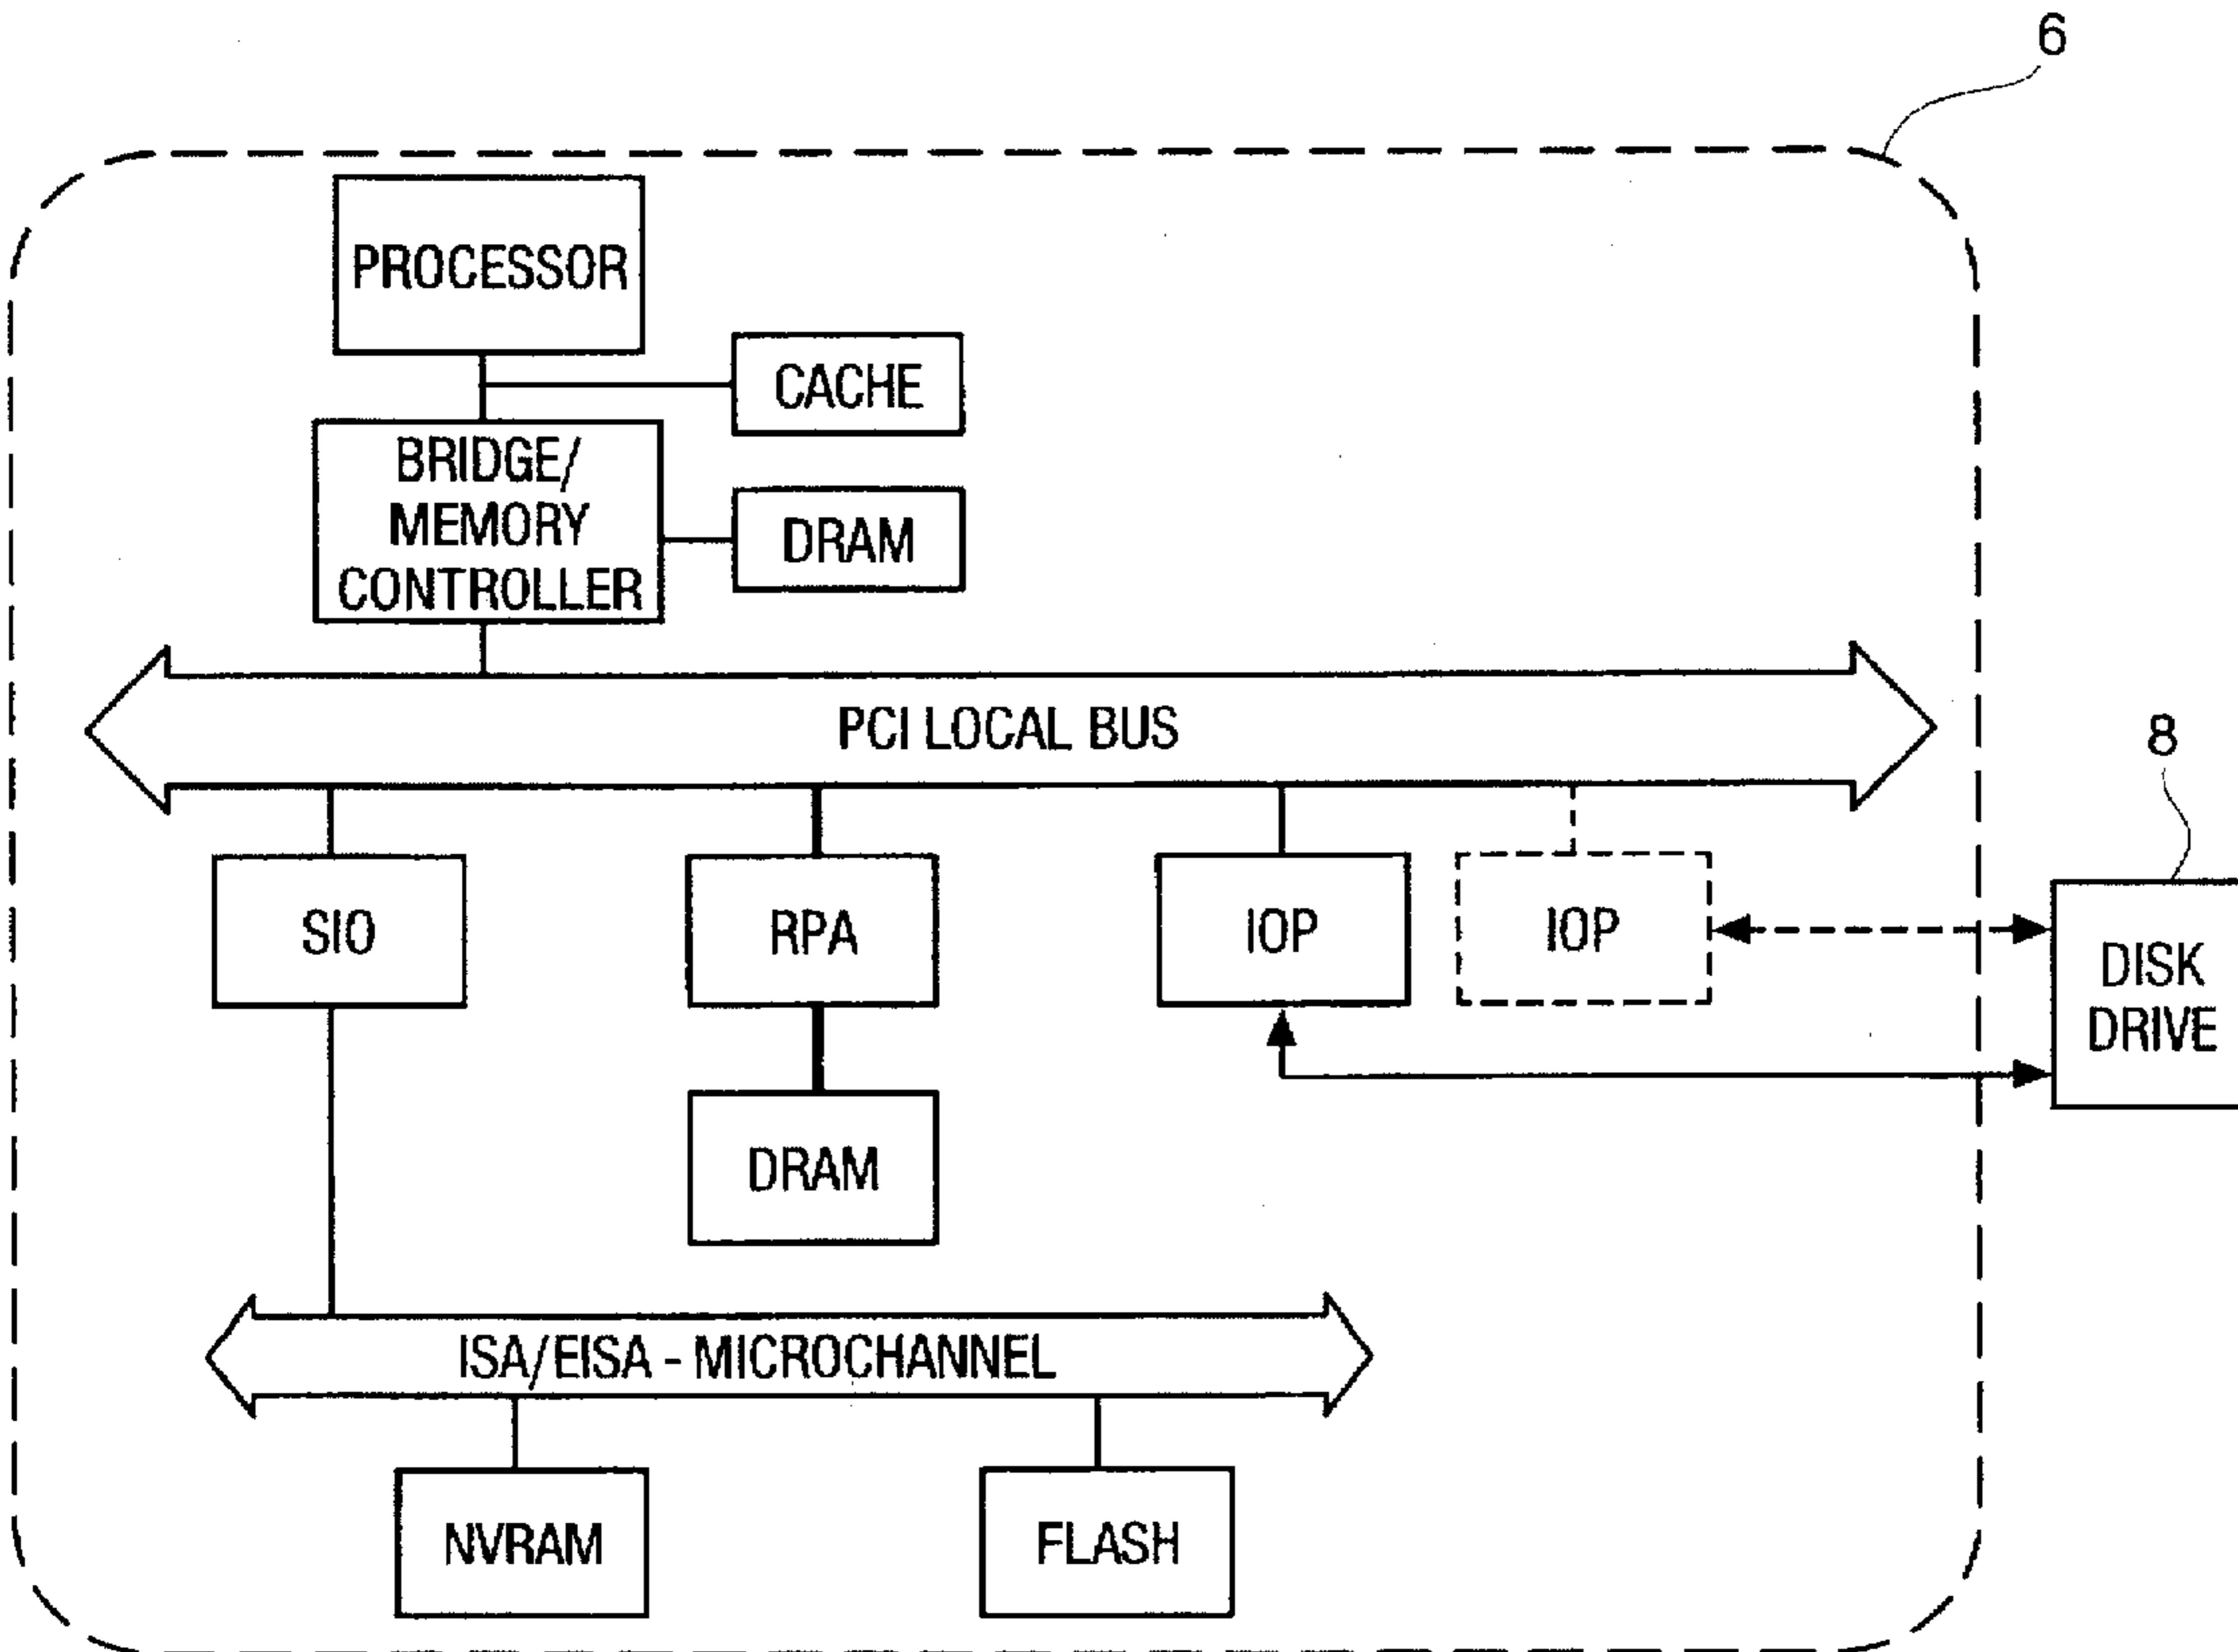 6
PROCESSOR
CACHE
BRIDGE/
MEMORY
CONTROLLER
DRAM
PCI LOCAL BUS
8
SIO
RPA
IOP
IOP
DISK
DRIVE
DRAM
ISA/EISA - MICROCHANNEL
NVRAM
FLASH